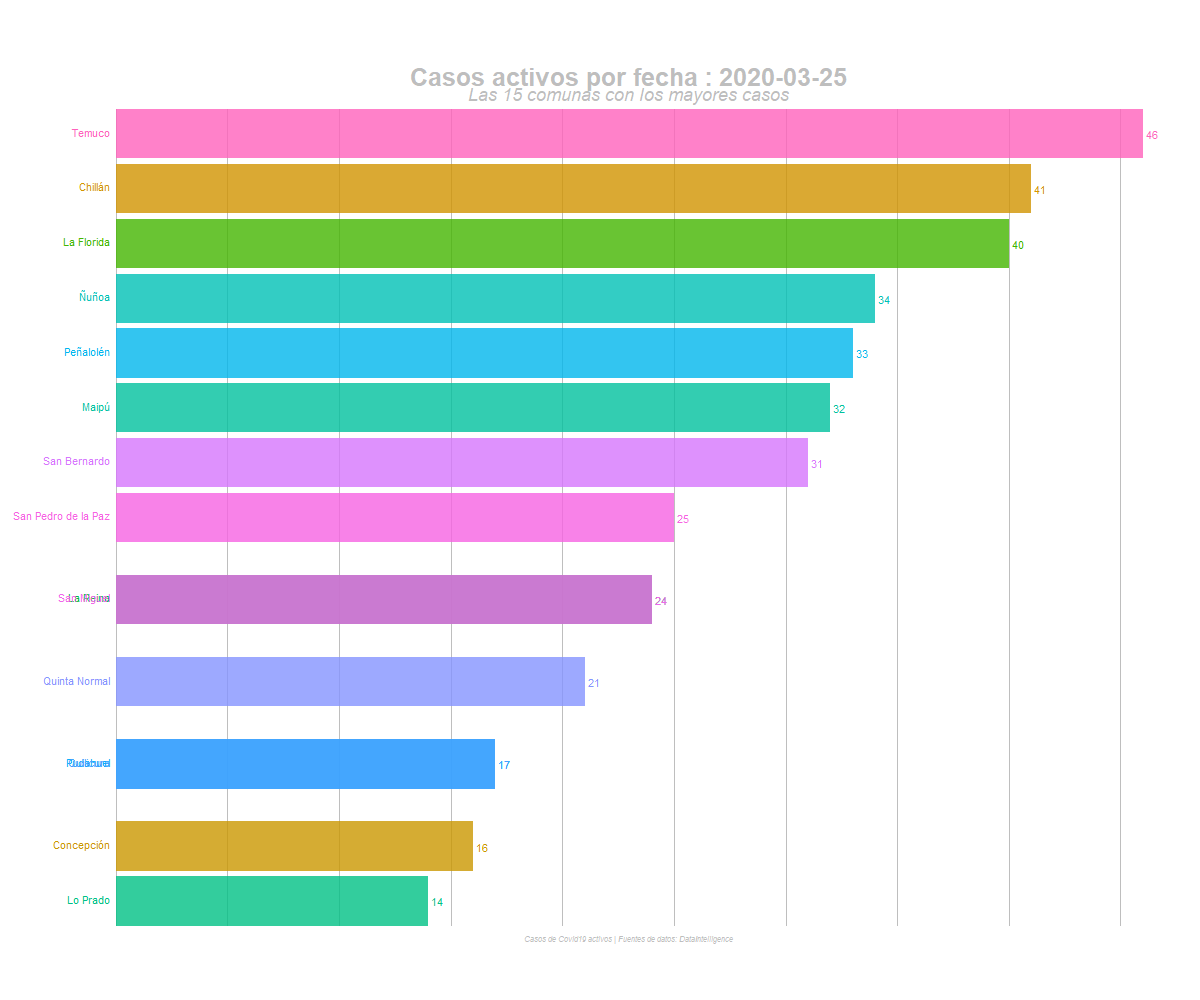 Casos activos por fecha : 2020-03-25
Las 15 comunas con los mayores casos
Temuco 46
Chillán 41
La Florida 40
Ñuñoa 34
Peñalolén 33
Maipú 32
San Bernardo 31
San Pedro de la Paz 25
24
Quinta Normal 21
17
Concepción 16
Lo Prado 14
Casos de Covid19 activos | Fuentes de datos: DataIntelligence